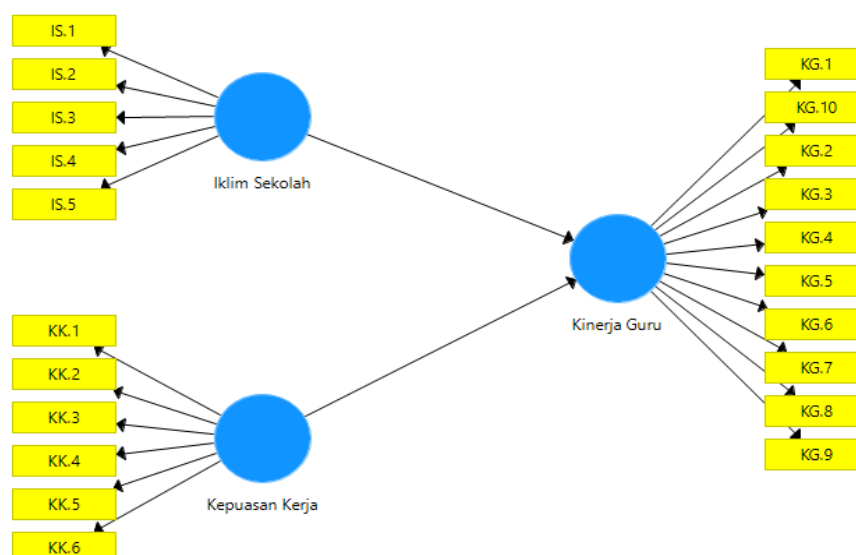 IS.1
IS.2
IS.3
IS.4
IS.5
Iklim Sekolah
KK.1
KK.2
KK.3
KK.4
KK.5
KK.6
Kepuasan Kerja
Kinerja Guru
KG.1
KG.10
KG.2
KG.3
KG.4
KG.5
KG.6
KG.7
KG.8
KG.9